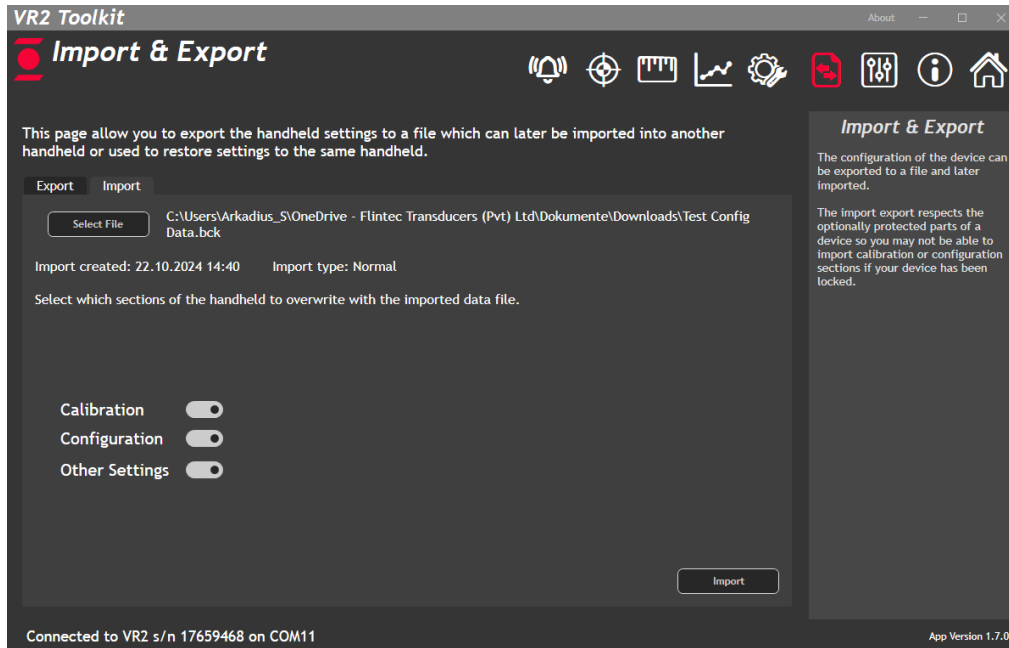 VR2 Toolkit
About
Import & Export
This page allow you to export the handheld settings to a file which can later be imported into another
handheld or used to restore settings to the same handheld.
Export Import
Select File
C:\Users\Arkadius_S\OneDrive - Flintec Transducers (Pvt) Ltd\Dokumente\Downloads\Test Config
Data.bck
Import created: 22.10.2024 14:40 Import type: Normal
Select which sections of the handheld to overwrite with the imported data file.
Calibration
Configuration
Other Settings
Import
Import & Export
The configuration of the device can
be exported to a file and later
imported.
The import export respects the
optionally protected parts of a
device so you may not be able to
import calibration or configuration
sections if your device has been
locked.
Connected to VR2 s/n 17659468 on COM11
App Version 1.7.0